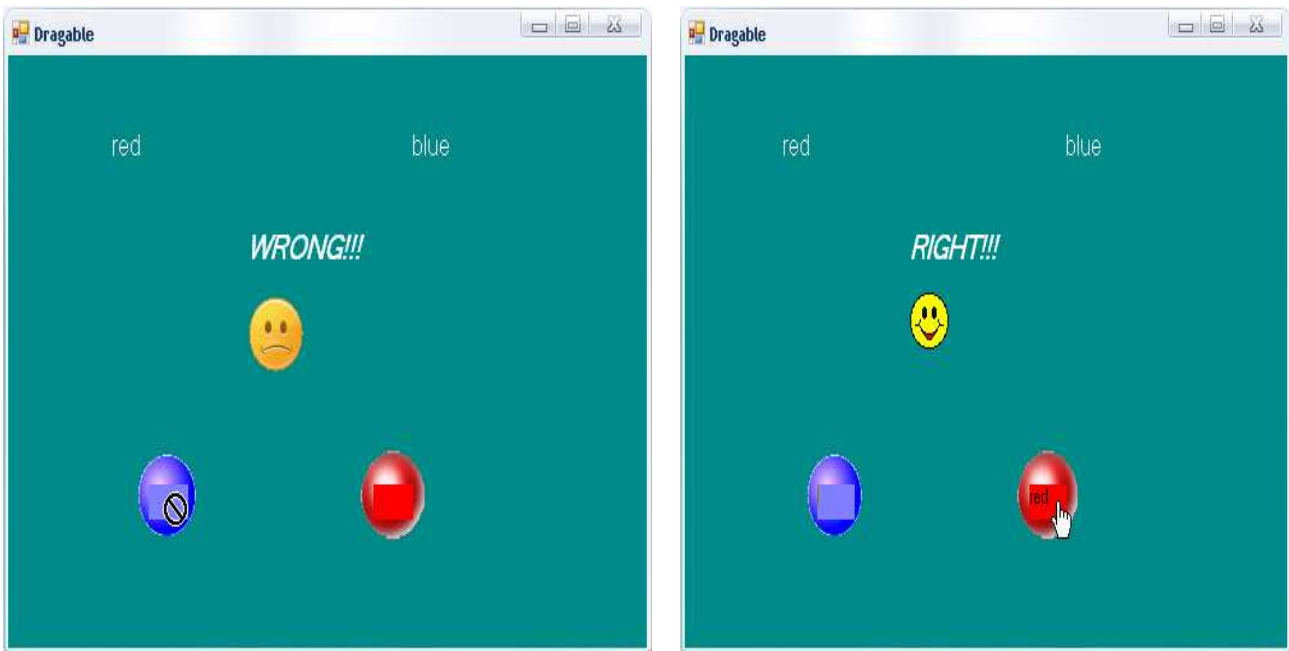 Dragable
red blue
WRONG!!!
Dragable
red blue
RIGHT!!!
red